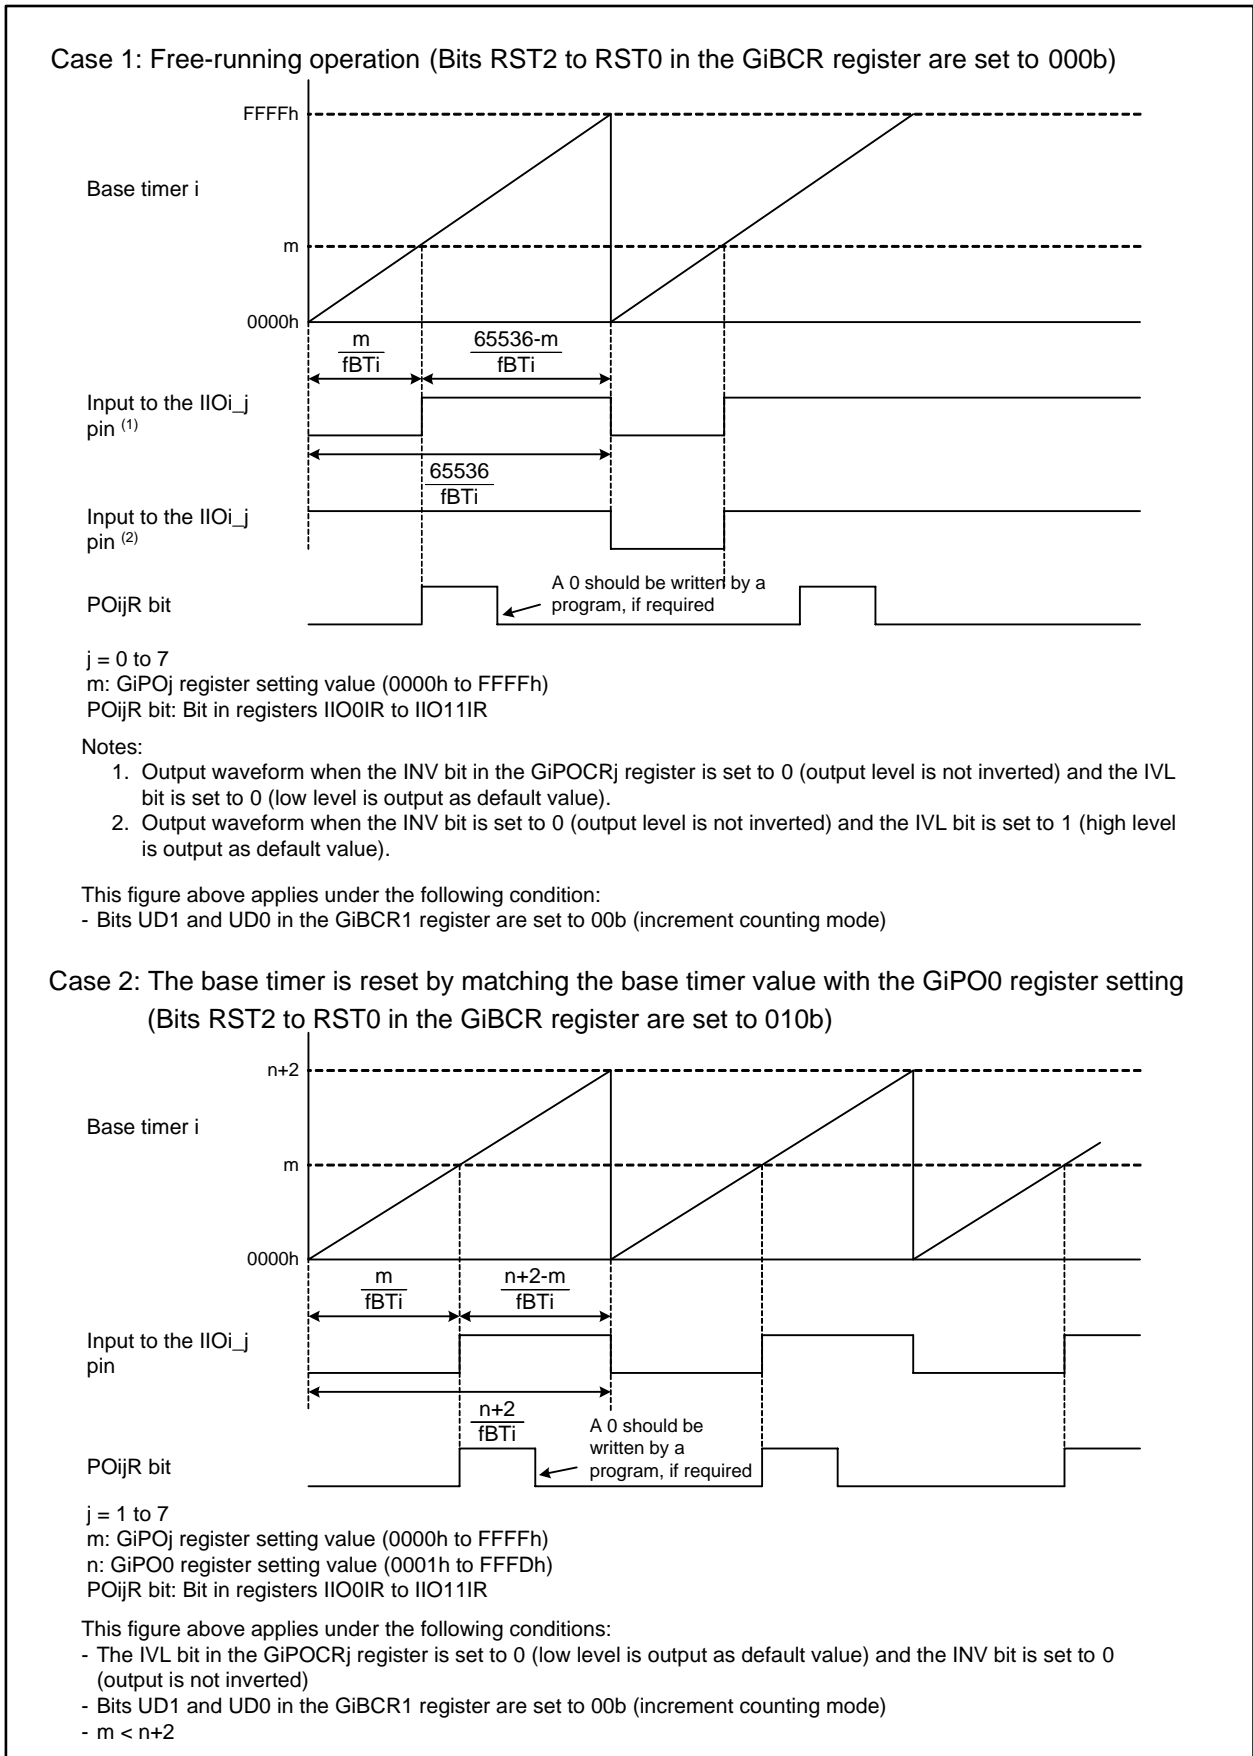 Case 1: Free-running operation (Bits RST2 to RST0 in the GiBCR register are set to 000b)
FFFFh
Base timer i
m
0000h
m
fBTi
65536-m
fBTi
Input to the IIOi_j
pin (1)
65536
fBTi
Input to the IIOi_j
pin (2)
A 0 should be written by a
program, if required
POijR bit
j = 0 to 7
m: GiPOj register setting value (0000h to FFFFh)
POijR bit: Bit in registers IIO0IR to IIO11IR
Notes:
1. Output waveform when the INV bit in the GiPOCRj register is set to 0 (output level is not inverted) and the IVL
bit is set to 0 (low level is output as default value).
2. Output waveform when the INV bit is set to 0 (output level is not inverted) and the IVL bit is set to 1 (high level
is output as default value).
This figure above applies under the following condition:
- Bits UD1 and UD0 in the GiBCR1 register are set to 00b (increment counting mode)
Case 2: The base timer is reset by matching the base timer value with the GiPO0 register setting
(Bits RST2 to RST0 in the GiBCR register are set to 010b)
n+2
Base timer i
m
0000h
m
fBTi
n+2-m
fBTi
Input to the IIOi_j
pin
n+2
fBTi
A 0 should be
written by a
program, if required
POijR bit
j = 1 to 7
m: GiPOj register setting value (0000h to FFFFh)
n: GiPO0 register setting value (0001h to FFFDh)
POijR bit: Bit in registers IIO0IR to IIO11IR
This figure above applies under the following conditions:
- The IVL bit in the GiPOCRj register is set to 0 (low level is output as default value) and the INV bit is set to 0
(output is not inverted)
- Bits UD1 and UD0 in the GiBCR1 register are set to 00b (increment counting mode)
- m < n+2